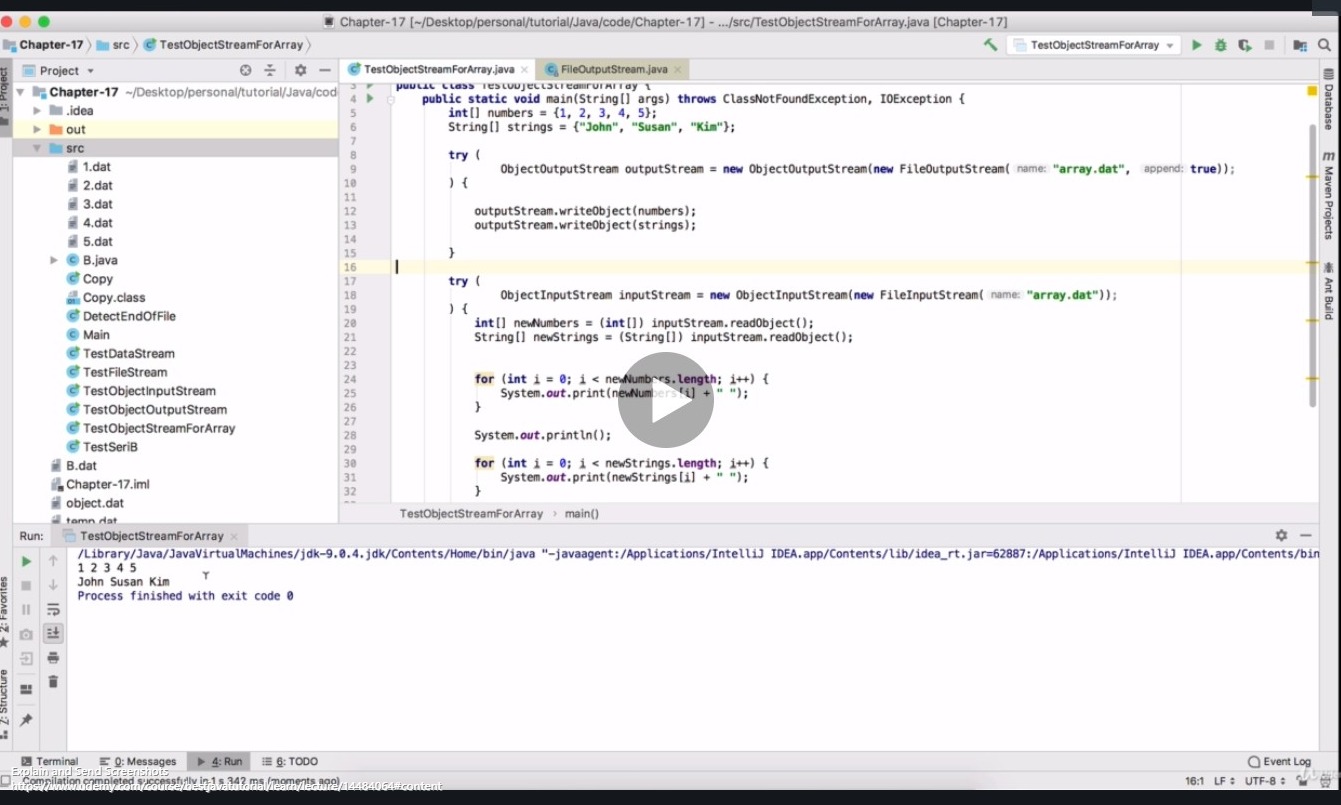 Chapter-17 [~/Desktop/personal/tutorial/Java/code/Chapter-17] - .../src/TestObjectStreamForArray.java [Chapter-17]
Chapter-17 src TestObjectStreamForArray
TestObjectStreamForArray
Project
TestObjectStreamForArray.java
FileOutputStream.java
1: Project
Chapter-17 ~/Desktop/personal/tutorial/Java/cod
.idea
out
src
1.dat
2.dat
3.dat
4.dat
5.dat
B.java
Copy
Copy.class
DetectEndOfFile
Main
TestDataStream
TestFileStream
TestObjectInputStream
TestObjectOutputStream
TestObjectStreamForArray
TestSeriB
B.dat
Chapter-17.iml
object.dat
temp.dat
3 public class TestObjectStreamForArray {
4 public static void main(String[] args) throws ClassNotFoundException, IOException {
5 int[] numbers = {1, 2, 3, 4, 5};
6 String[] strings = {"John", "Susan", "Kim"};
7
8 try (
9 ObjectOutputStream outputStream = new ObjectOutputStream(new FileOutputStream( name: "array.dat", append: true));
10 ) {
11
12 outputStream.writeObject(numbers);
13 outputStream.writeObject(strings);
14
15 }
16
17 try (
18 ObjectInputStream inputStream = new ObjectInputStream(new FileInputStream( name: "array.dat"));
19 ) {
20 int[] newNumbers = (int[]) inputStream.readObject();
21 String[] newStrings = (String[]) inputStream.readObject();
22
23
24 for (int i = 0; i < newNumbers.length; i++) {
25 System.out.print(newNumbers[i] + " ");
26 }
27
28 System.out.println();
29
30 for (int i = 0; i < newStrings.length; i++) {
31 System.out.print(newStrings[i] + " ");
32 }
TestObjectStreamForArray › main()
Database
Maven Projects
Ant Build
Run: TestObjectStreamForArray
/Library/Java/JavaVirtualMachines/jdk-9.0.4.jdk/Contents/Home/bin/java "-javaagent:/Applications/IntelliJ IDEA.app/Contents/lib/idea_rt.jar=62887:/Applications/IntelliJ IDEA.app/Contents/bin
1 2 3 4 5
John Susan Kim
Process finished with exit code 0
2: Favorites
Z: Structure
Terminal 0: Messages 4: Run 6: TODO
Event Log
Explain and Send Screenshots
Compilation completed successfully in 1 s 342 ms (moments ago)
16:1 LF UTF-8